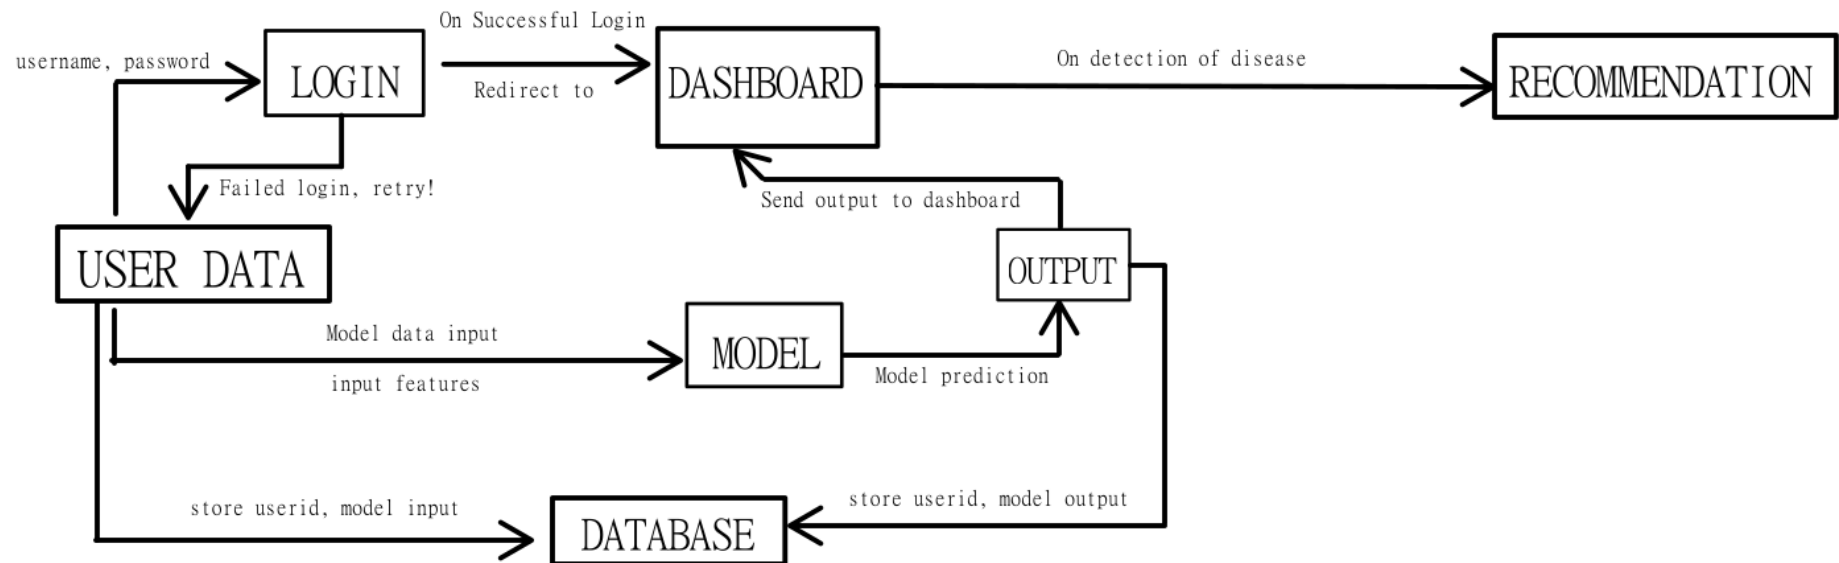 On Successful Login
username, password
LOGIN
Redirect to
DASHBOARD
On detection of disease
RECOMMENDATION
Failed login, retry!
Send output to dashboard
USER DATA
OUTPUT
Model data input
input features
MODEL
Model prediction
store userid, model input
DATABASE
store userid, model output